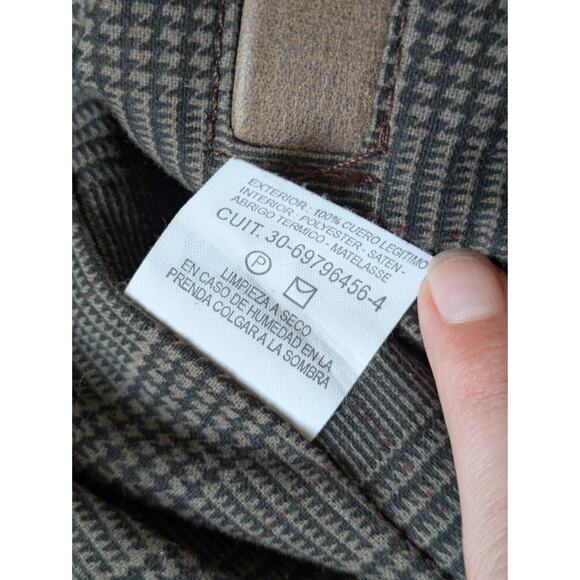 EXTERIOR - 100% CUERO LEGITIMO
INTERIOR - POLYESTER - SATEN -
ABRIGO TERMICO - MATELASSE
CUIT. 30-69796456-4
P
LIMPIEZA A SECO
EN CASO DE HUMEDAD EN LA
PRENDA COLGAR A LA SOMBRA